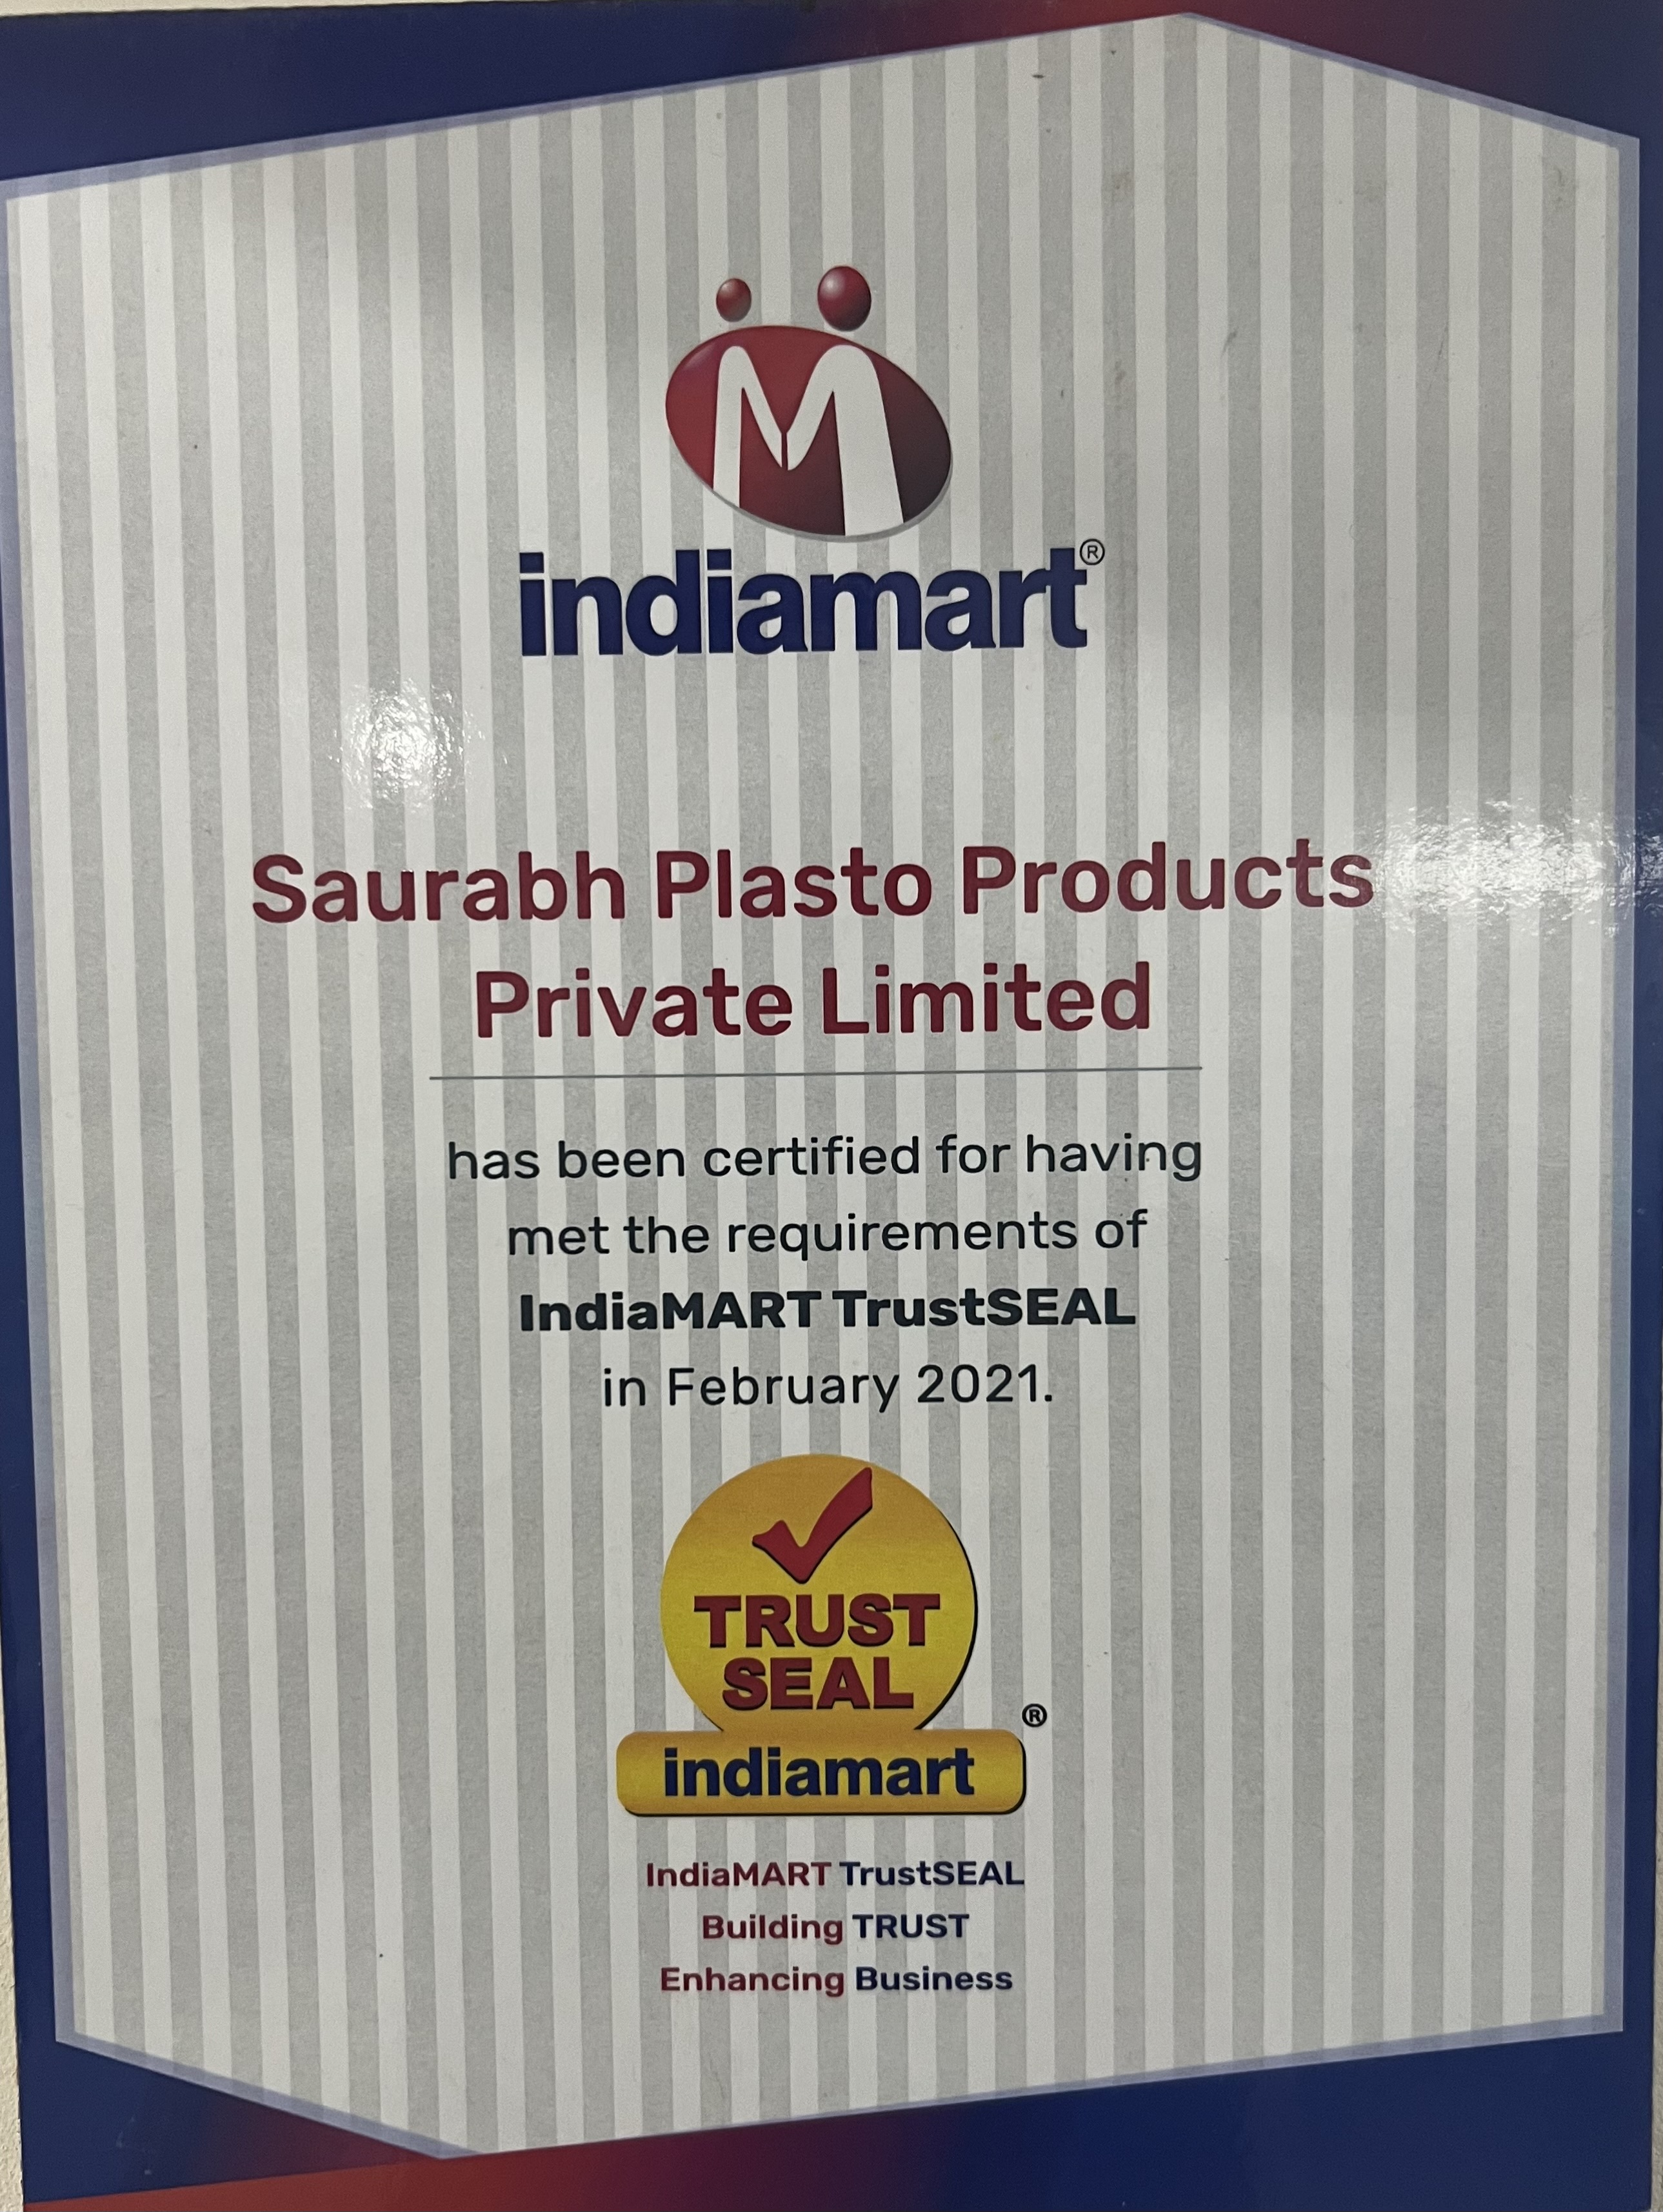 indiamart®
Saurabh Plasto Products
Private Limited
has been certified for having
met the requirements of
IndiaMART TrustSEAL
in February 2021.
TRUST
SEAL
indiamart®
IndiaMART TrustSEAL
Building TRUST
Enhancing Business